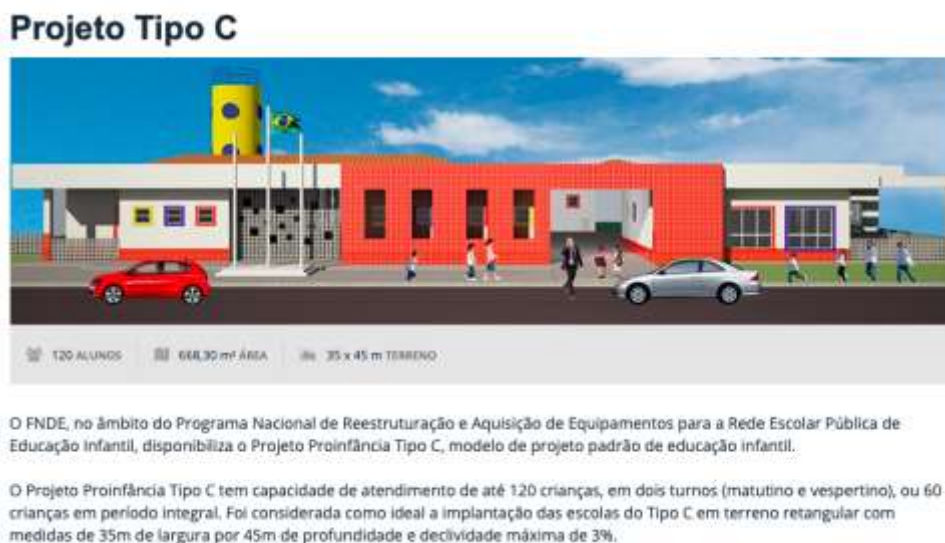 Projeto Tipo C
120 ALUNOS
668,30 m² ÁREA
35 x 45 m TERRENO
O FNDE, no âmbito do Programa Nacional de Reestruturação e Aquisição de Equipamentos para a Rede Escolar Pública de
Educação Infantil, disponibiliza o Projeto Proinfância Tipo C, modelo de projeto padrão de educação infantil.
O Projeto Proinfância Tipo C tem capacidade de atendimento de até 120 crianças, em dois turnos (matutino e vespertino), ou 60
crianças em período integral. Foi considerada como ideal a implantação das escolas do Tipo C em terreno retangular com
medidas de 35m de largura por 45m de profundidade e declividade máxima de 3%.